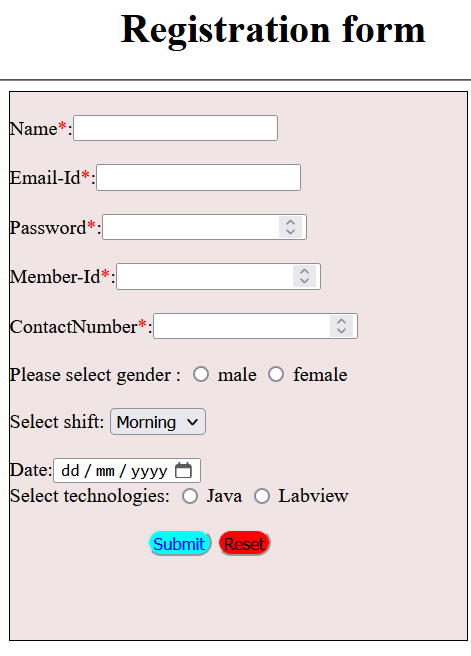 Registration form
Name*:
Email-Id*:
Password*:
Member-Id*:
ContactNumber*:
Please select gender : male female
Select shift: Morning
Date: dd / mm / yyyy
Select technologies: Java Labview
Submit Reset